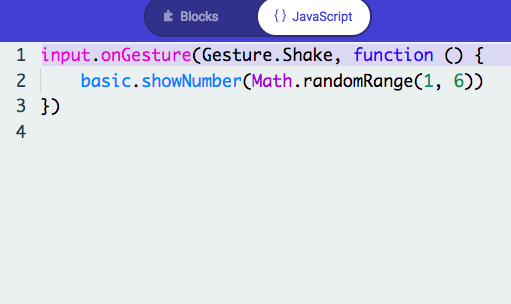 Blocks
{ } JavaScript
1 input.onGesture(Gesture.Shake, function () {
2     basic.showNumber(Math.randomRange(1, 6))
3 })
4